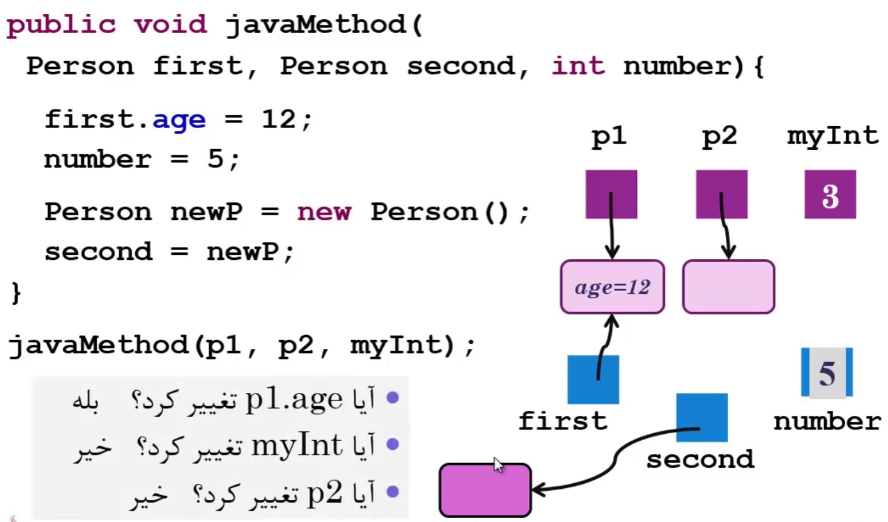 public void javaMethod(
Person first, Person second, int number){
first.age = 12;
number = 5;
Person newP = new Person();
second = newP;
}
javaMethod(p1, p2, myInt);
آیا p1.age تغییر کرد؟ بله
آیا myInt تغییر کرد؟ خیر
آیا p2 تغییر کرد؟ خیر
p1 p2 myInt
3
age=12
5
first number
second